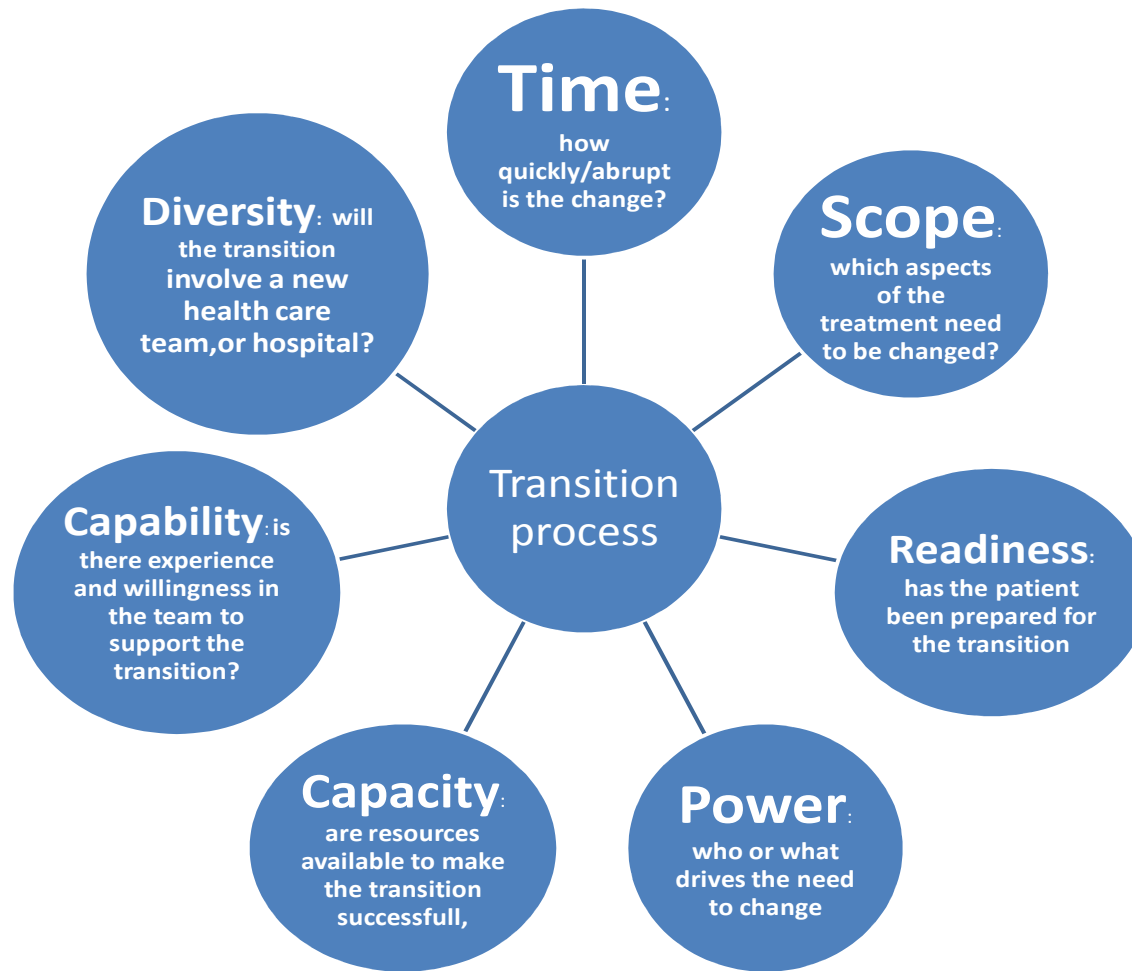 Time:
how
quickly/abrupt
is the change?
Scope:
which aspects
of the
treatment need
to be changed?
Readiness:
has the patient
been prepared for
the transition
Power:
who or what
drives the need
to change
Capacity:
are resources
available to make
the transition
successfull,
Capability: is
there experience
and willingness in
the team to
support the
transition?
Diversity: will
the transition
involve a new
health care
team,or hospital?
Transition
process